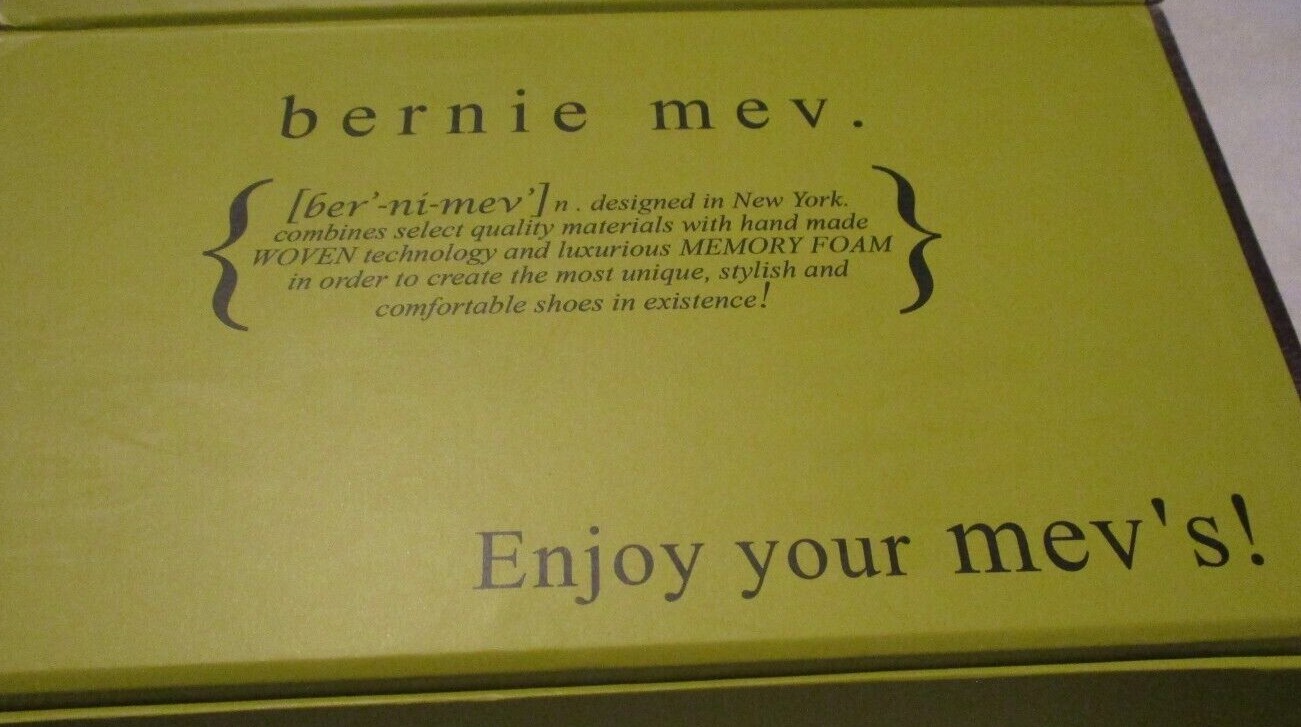 bernie mev.
[ber’-ni-mev’] n . designed in New York.
combines select quality materials with hand made
WOVEN technology and luxurious MEMORY FOAM
in order to create the most unique, stylish and
comfortable shoes in existence!
Enjoy your mev's!